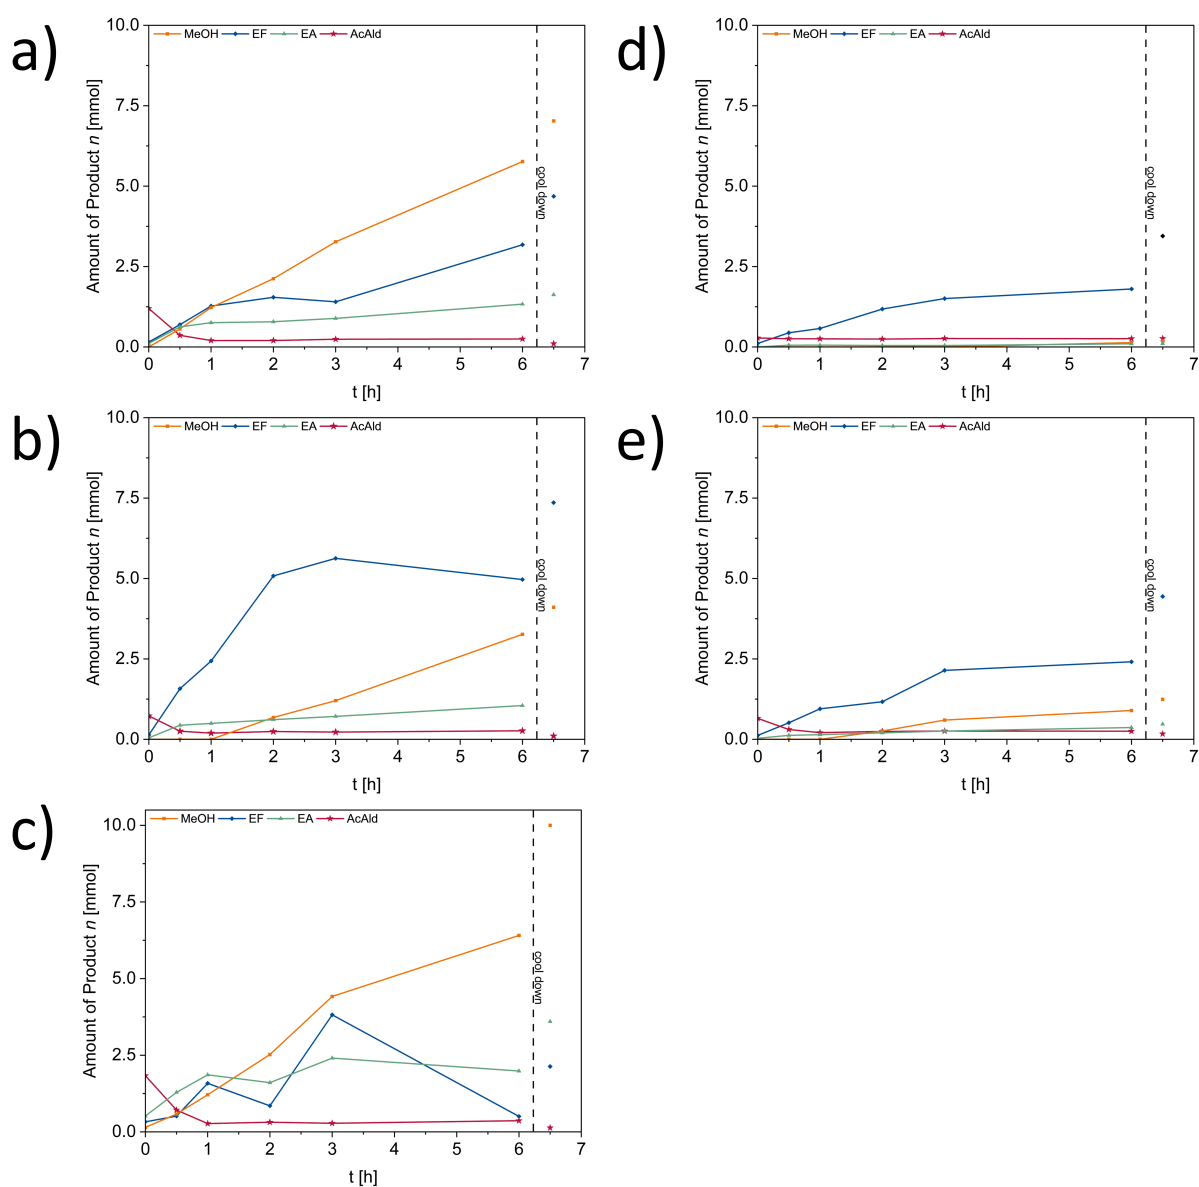 a)
MeOH EF EA AcAld
10.0
7.5
5.0
2.5
0.0
Amount of Product n [mmol]
cool down
0 1 2 3 4 5 6 7
t [h]
b)
MeOH EF EA AcAld
10.0
7.5
5.0
2.5
0.0
Amount of Product n [mmol]
cool down
0 1 2 3 4 5 6 7
t [h]
c)
MeOH EF EA AcAld
10.0
7.5
5.0
2.5
0.0
Amount of Product n [mmol]
cool down
0 1 2 3 4 5 6 7
t [h]
d)
MeOH EF EA AcAld
10.0
7.5
5.0
2.5
0.0
Amount of Product n [mmol]
cool down
0 1 2 3 4 5 6 7
t [h]
e)
MeOH EF EA AcAld
10.0
7.5
5.0
2.5
0.0
Amount of Product n [mmol]
cool down
0 1 2 3 4 5 6 7
t [h]